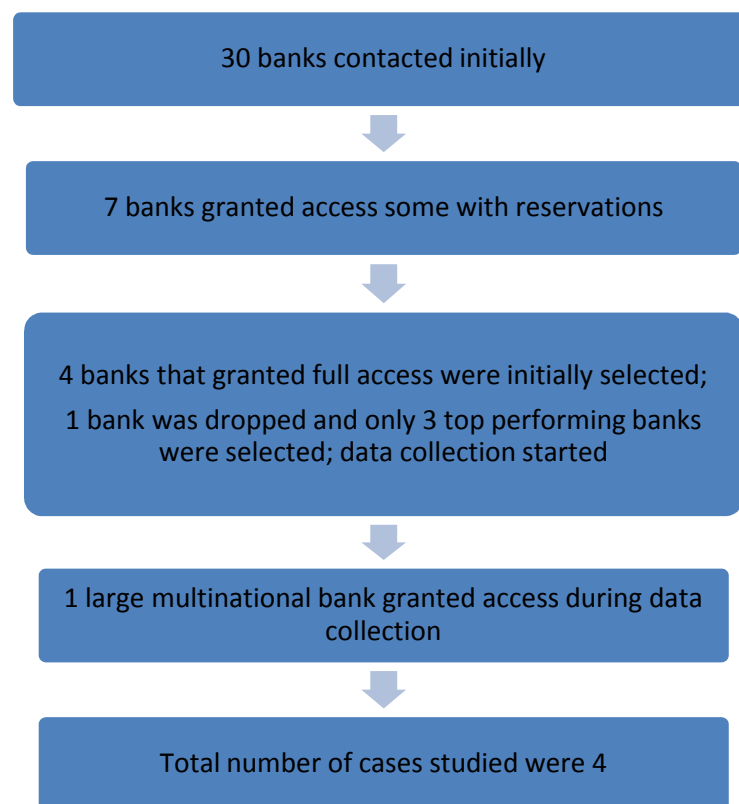 30 banks contacted initially
7 banks granted access some with reservations
4 banks that granted full access were initially selected;
1 bank was dropped and only 3 top performing banks
were selected; data collection started
1 large multinational bank granted access during data
collection
Total number of cases studied were 4